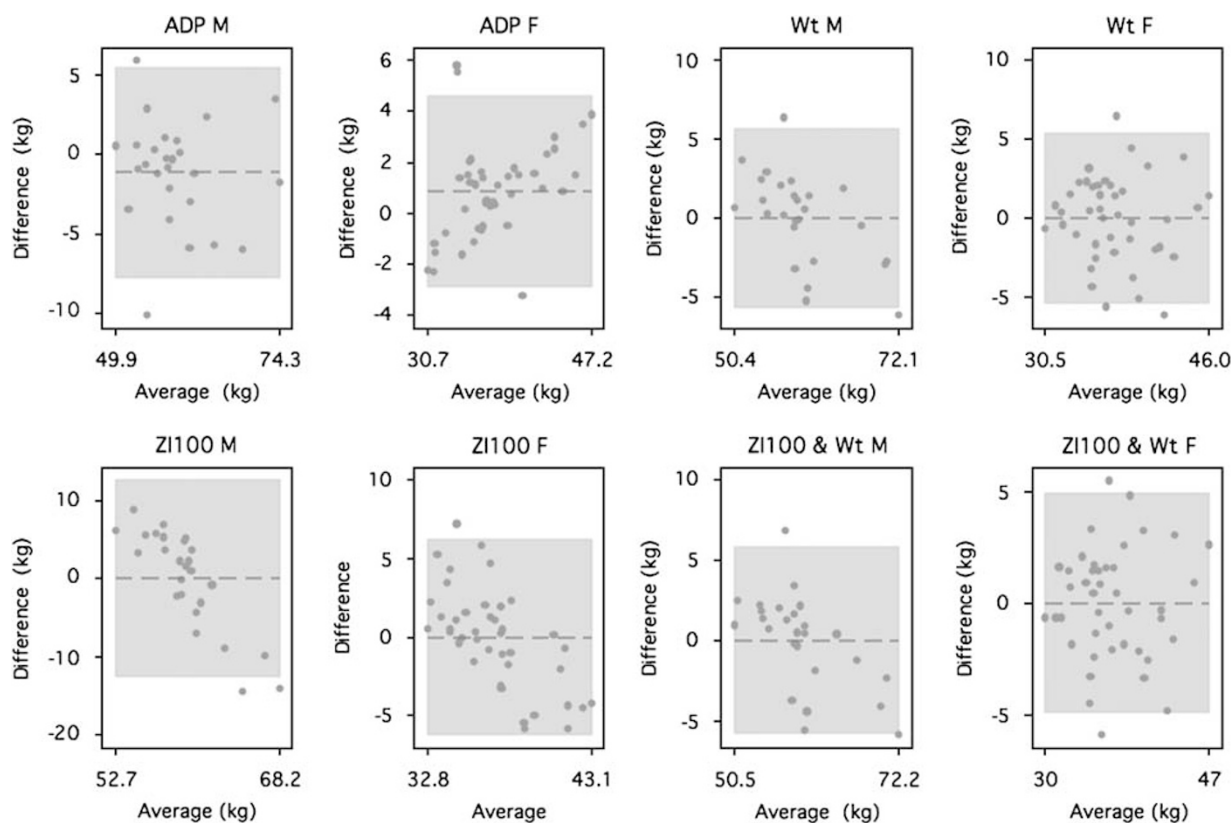 ADP M
ADP F
Wt M
Wt F
Difference (kg)
5
0
-5
-10
49.9
74.3
Average (kg)
Difference (kg)
6
4
2
0
-2
-4
30.7
47.2
Average (kg)
Difference (kg)
10
5
0
-5
50.4
72.1
Average (kg)
Difference (kg)
10
5
0
-5
30.5
46.0
Average (kg)
ZI100 M
ZI100 F
ZI100 & Wt M
ZI100 & Wt F
Difference (kg)
10
0
-10
-20
52.7
68.2
Average (kg)
Difference
10
5
0
-5
32.8
43.1
Average
Difference (kg)
10
5
0
-5
50.5
72.2
Average (kg)
Difference (kg)
5
0
-5
30
47
Average (kg)